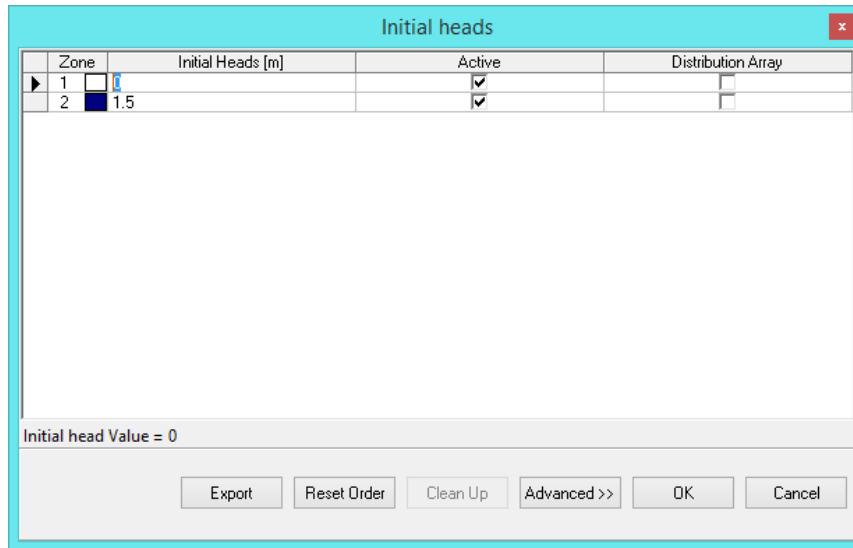 Initial heads
x
Zone Initial Heads [m] Active Distribution Array
1 0
2 1.5
Initial head Value = 0
Export Reset Order Clean Up Advanced >> OK Cancel